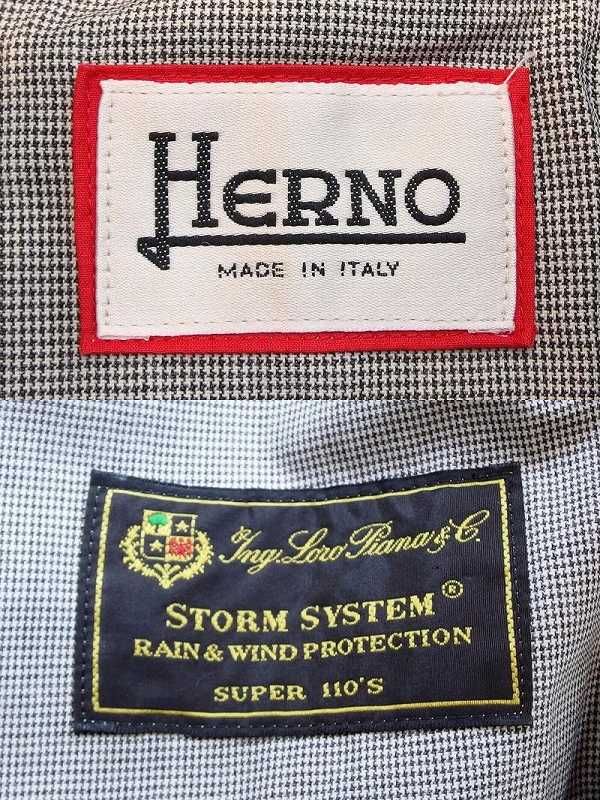 HERNO
MADE IN ITALY
Ing. Loro Piana & C.
STORM SYSTEM®
RAIN & WIND PROTECTION
SUPER 110'S